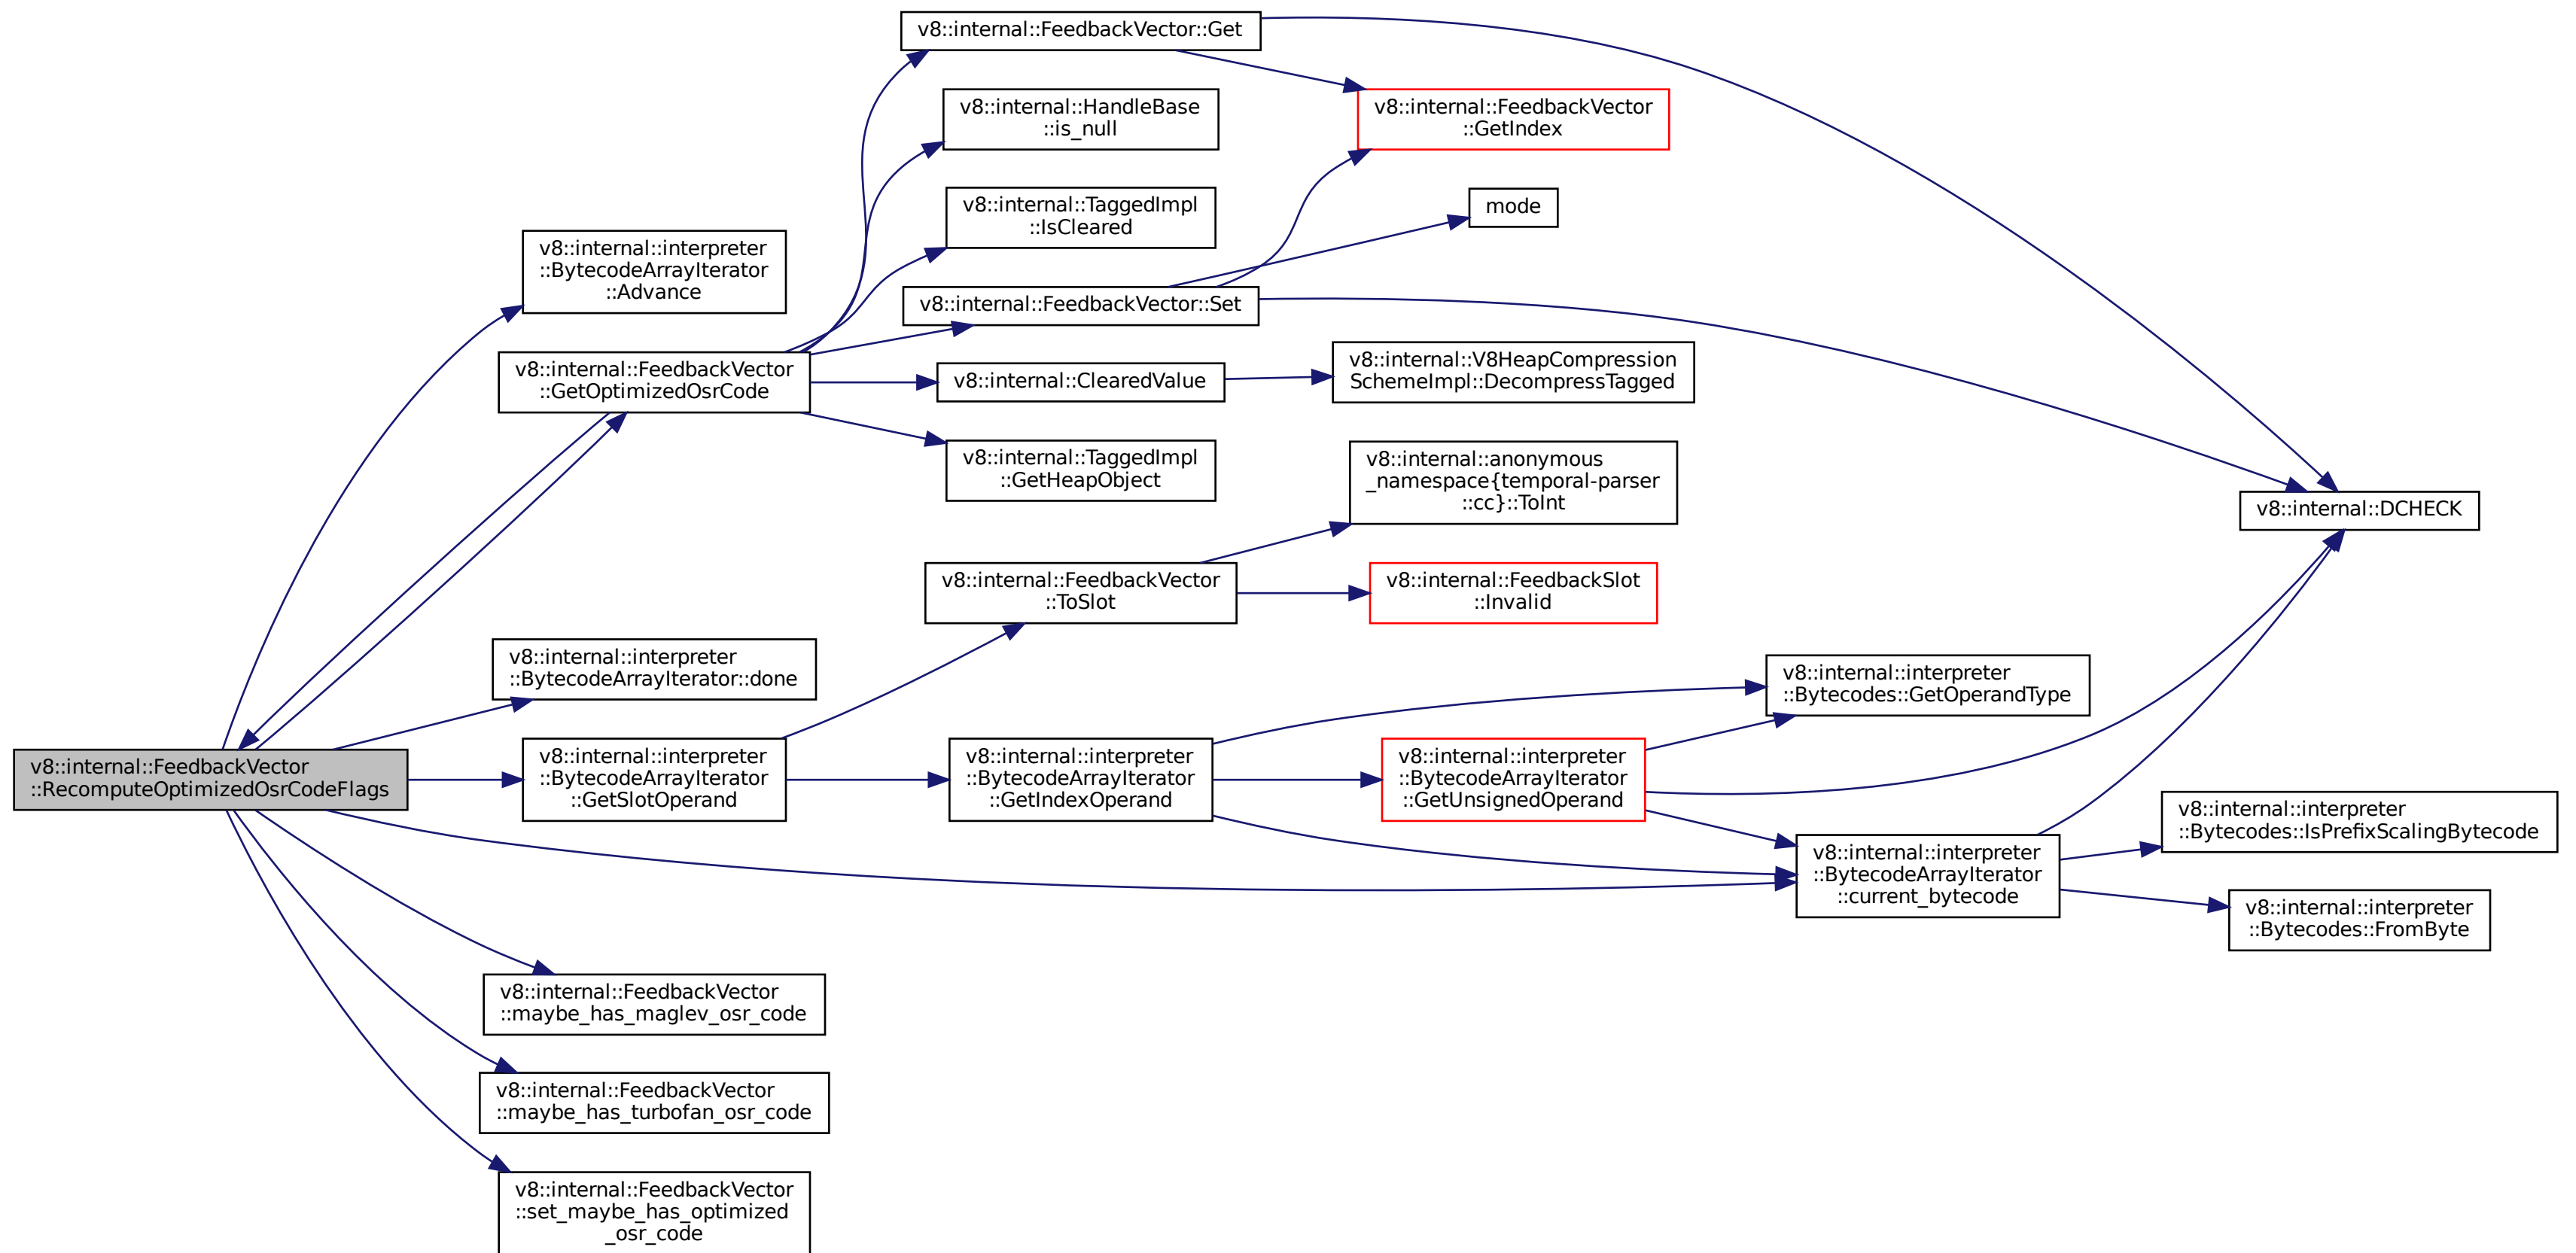 v8::internal::FeedbackVector::Get
v8::internal::HandleBase
::is_null
v8::internal::FeedbackVector
::GetIndex
v8::internal::TaggedImpl
::IsCleared
mode
v8::internal::interpreter
::BytecodeArrayIterator
::Advance
v8::internal::FeedbackVector::Set
v8::internal::FeedbackVector
::GetOptimizedOsrCode
v8::internal::ClearedValue
v8::internal::V8HeapCompression
SchemeImpl::DecompressTagged
v8::internal::TaggedImpl
::GetHeapObject
v8::internal::anonymous
_namespace{temporal-parser
::cc}::ToInt
v8::internal::DCHECK
v8::internal::FeedbackVector
::ToSlot
v8::internal::FeedbackSlot
::Invalid
v8::internal::interpreter
::BytecodeArrayIterator::done
v8::internal::interpreter
::Bytecodes::GetOperandType
v8::internal::FeedbackVector
::RecomputeOptimizedOsrCodeFlags
v8::internal::interpreter
::BytecodeArrayIterator
::GetSlotOperand
v8::internal::interpreter
::BytecodeArrayIterator
::GetIndexOperand
v8::internal::interpreter
::BytecodeArrayIterator
::GetUnsignedOperand
v8::internal::interpreter
::Bytecodes::IsPrefixScalingBytecode
v8::internal::interpreter
::BytecodeArrayIterator
::current_bytecode
v8::internal::interpreter
::Bytecodes::FromByte
v8::internal::FeedbackVector
::maybe_has_maglev_osr_code
v8::internal::FeedbackVector
::maybe_has_turbofan_osr_code
v8::internal::FeedbackVector
::set_maybe_has_optimized
_osr_code